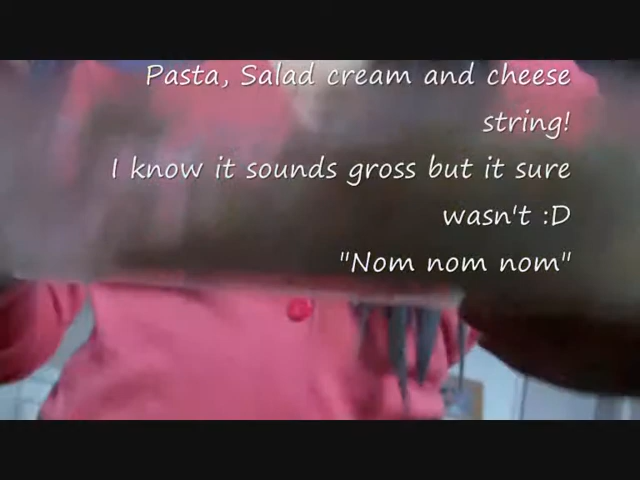 Pasta, Salad cream and cheese
string!
I know it sounds gross but it sure
wasn't :D
"Nom nom nom"